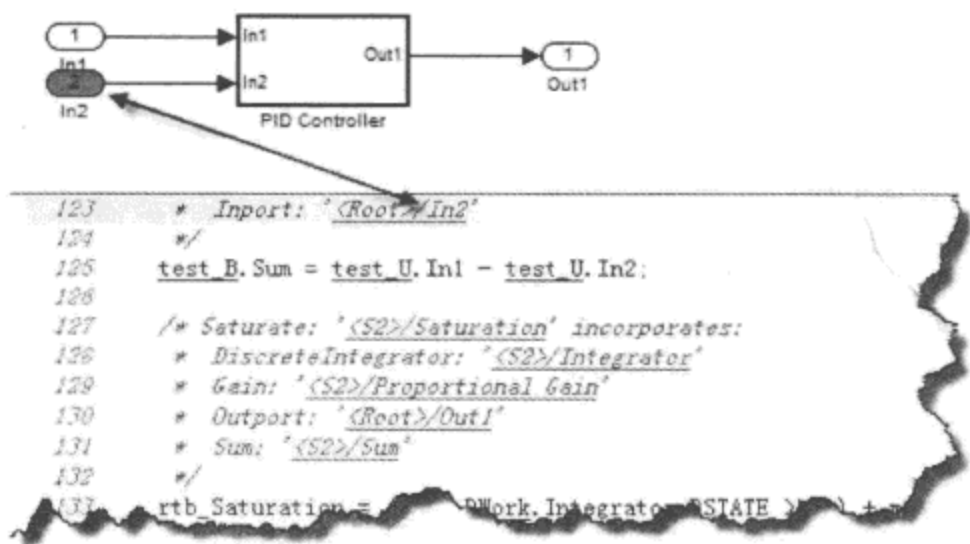 1
In1
2
In2
In1
In2
Out1
PID Controller
1
Out1
123 * Inport: '<Root>/In2'
124 */
125 test_B.Sum = test_U.In1 - test_U.In2;
126
127 /* Saturate: '<S2>/Saturation' incorporates:
128 * DiscreteIntegrator: '<S2>/Integrator'
129 * Gain: '<S2>/Proportional Gain'
130 * Outport: '<Root>/Out1'
131 * Sum: '<S2>/Sum'
132 */
133 rtb_Saturation = DWork.Integrator DSTATE